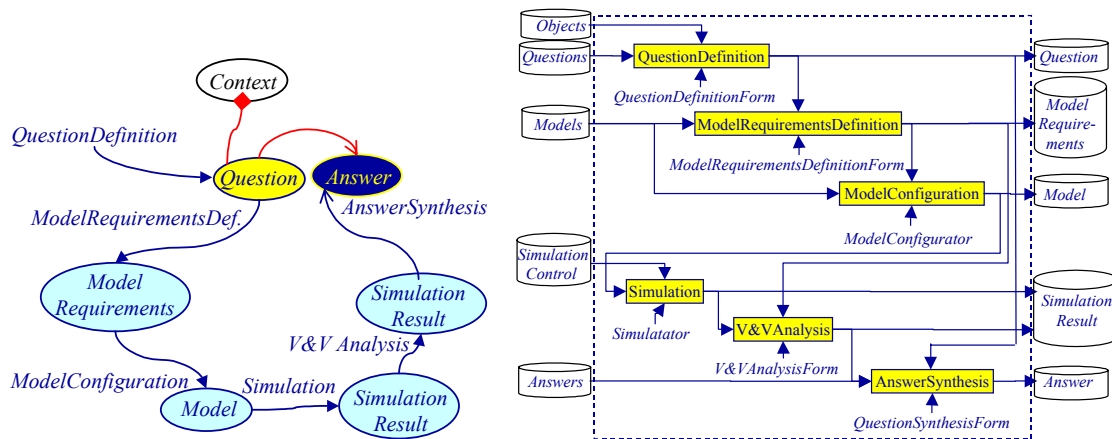 Context
QuestionDefinition
Question
Answer
AnswerSynthesis
ModelRequirementsDef.
Model
Requirements
Simulation
Result
V&V Analysis
ModelConfiguration
Simulation
Model
Simulation
Result
Objects
Questions
QuestionDefinition
Question
QuestionDefinitionForm
Models
ModelRequirementsDefinition
Model
Require-
ments
ModelRequirementsDefinitionForm
ModelConfiguration
Model
ModelConfigurator
Simulation
Control
Simulation
Simulation
Result
Simulatator
V&VAnalysis
V&VAnalysisForm
Answers
AnswerSynthesis
Answer
QuestionSynthesisForm